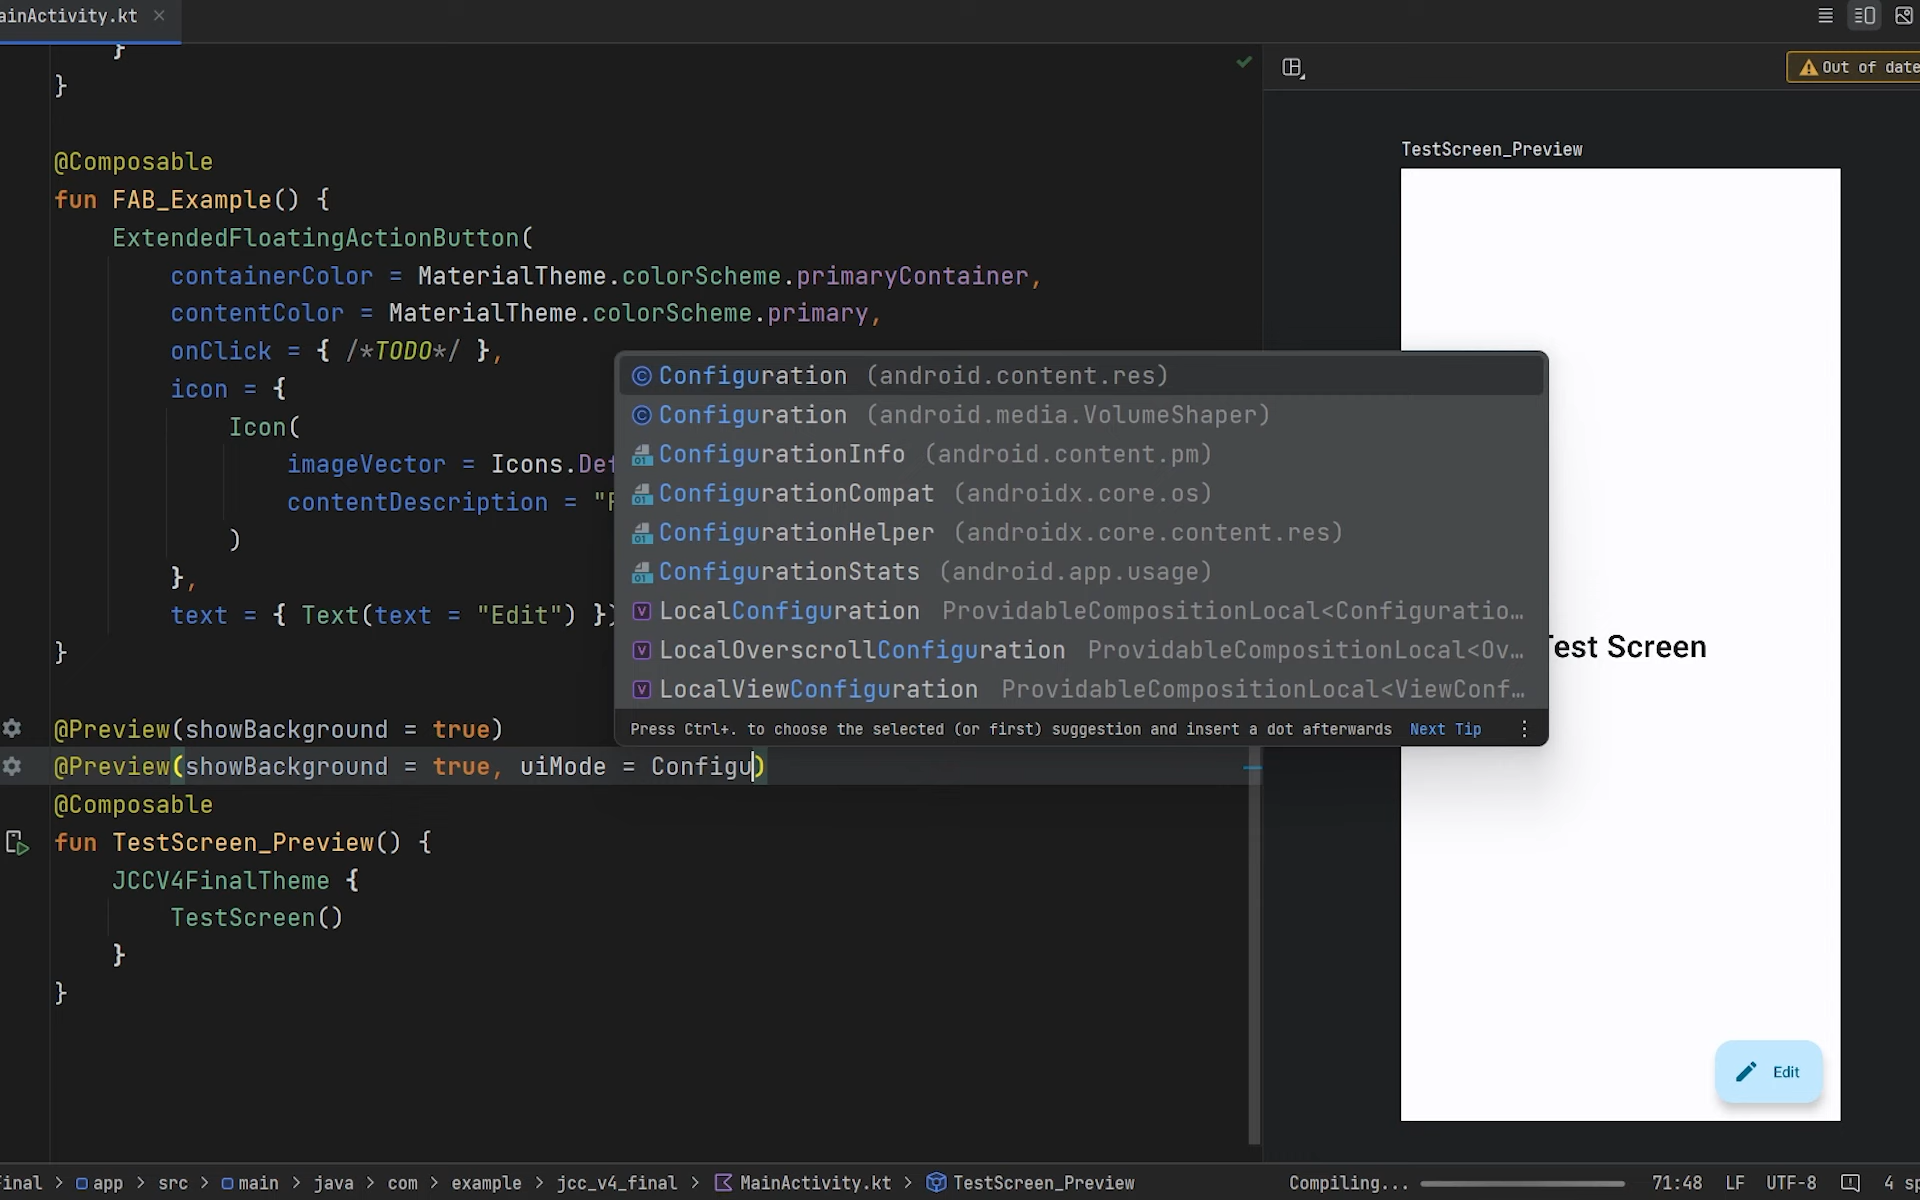 ainActivity.kt
}
}
@Composable
fun FAB_Example() {
ExtendedFloatingActionButton(
containerColor = MaterialTheme.colorScheme.primaryContainer,
contentColor = MaterialTheme.colorScheme.primary,
onClick = { /*TODO*/ },
icon = {
Icon(
imageVector = Icons.Def
contentDescription = "
)
},
text = { Text(text = "Edit") })
}
@Preview(showBackground = true)
@Preview(showBackground = true, uiMode = Configu)
@Composable
fun TestScreen_Preview() {
JCCV4FinalTheme {
TestScreen()
}
}
Configuration (android.content.res)
Configuration (android.media.VolumeShaper)
ConfigurationInfo (android.content.pm)
ConfigurationCompat (androidx.core.os)
ConfigurationHelper (androidx.core.content.res)
ConfigurationStats (android.app.usage)
LocalConfiguration ProvidableCompositionLocal<Configuratio…
LocalOverscrollConfiguration ProvidableCompositionLocal<Ov…
LocalViewConfiguration ProvidableCompositionLocal<ViewConf…
Press Ctrl+. to choose the selected (or first) suggestion and insert a dot afterwards Next Tip
Out of date
TestScreen_Preview
Test Screen
Edit
Final > app > src > main > java > com > example > jcc_v4_final > MainActivity.kt > TestScreen_Preview
Compiling... 71:48 LF UTF-8 4 sp